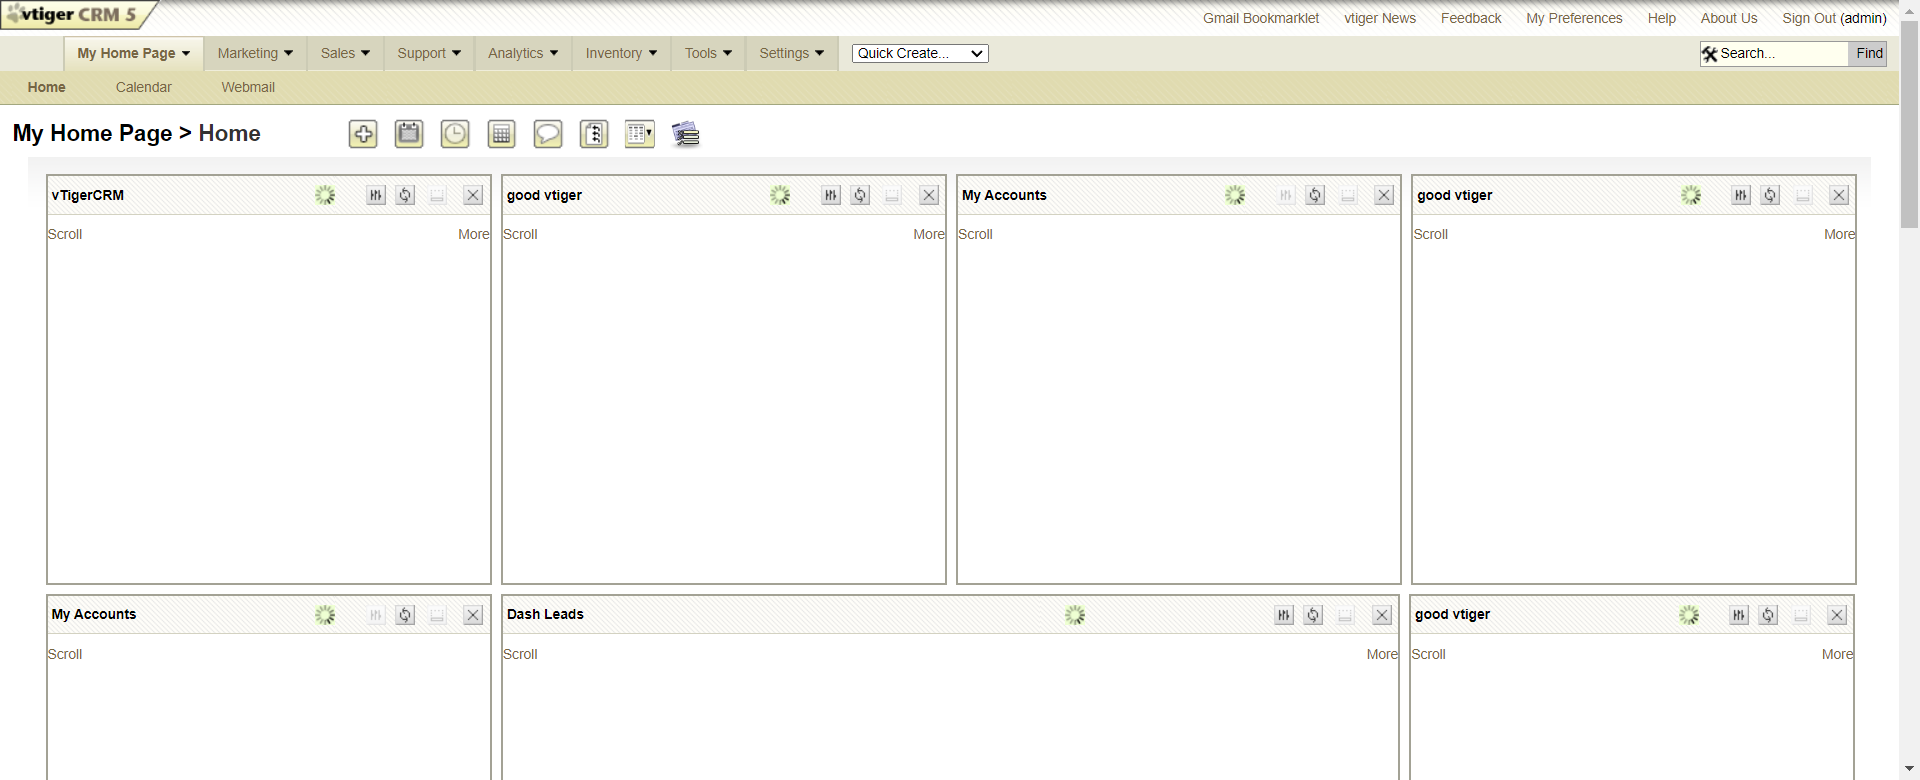 vtiger CRM 5
Gmail Bookmarklet vtiger News Feedback My Preferences Help About Us Sign Out (admin)
My Home Page Marketing Sales Support Analytics Inventory Tools Settings Quick Create... Search... Find
Home Calendar Webmail
My Home Page > Home
vTigerCRM good vtiger My Accounts good vtiger
Scroll More Scroll More Scroll Scroll More
My Accounts Dash Leads good vtiger
Scroll Scroll More Scroll More